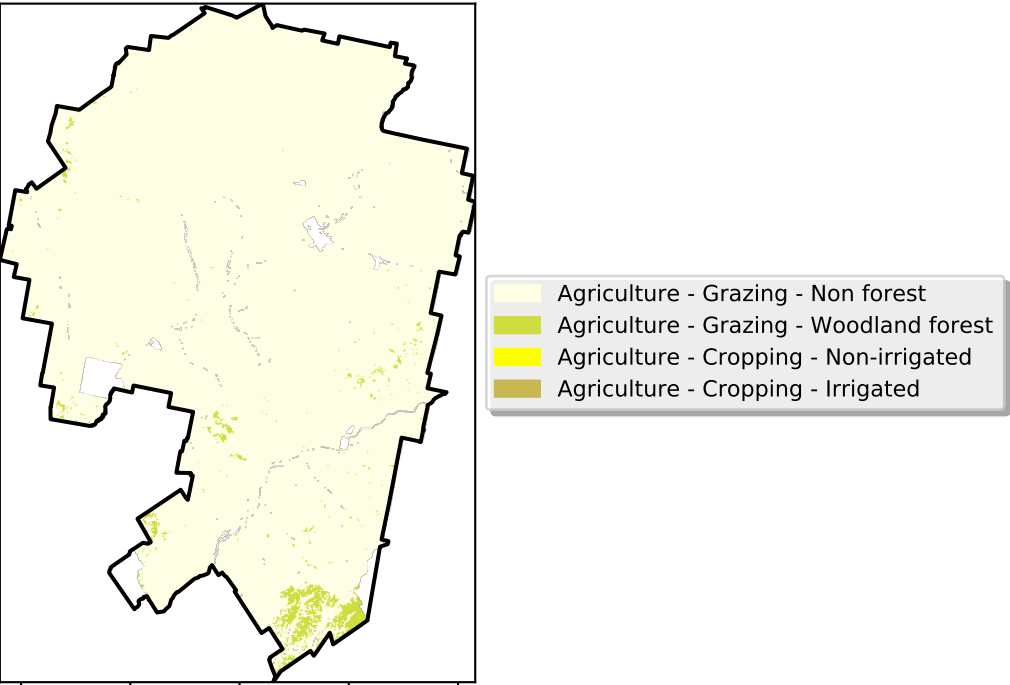 Agriculture - Grazing - Non forest
Agriculture - Grazing - Woodland forest
Agriculture - Cropping - Non-irrigated
Agriculture - Cropping - Irrigated